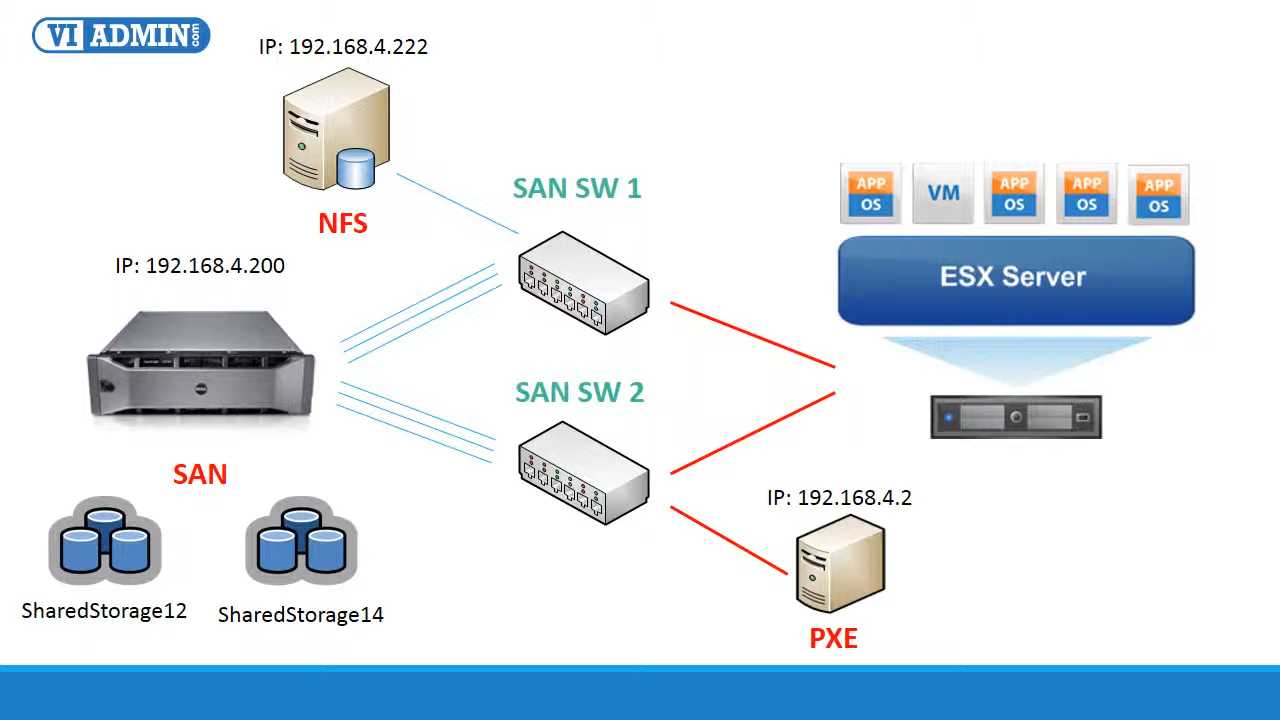 VI ADMIN.com
IP: 192.168.4.222
NFS
SAN SW 1
APP
OS
VM
APP
OS
APP
OS
APP
OS
ESX Server
IP: 192.168.4.200
DELL
SAN
SAN SW 2
IP: 192.168.4.2
PXE
SharedStorage12
SharedStorage14